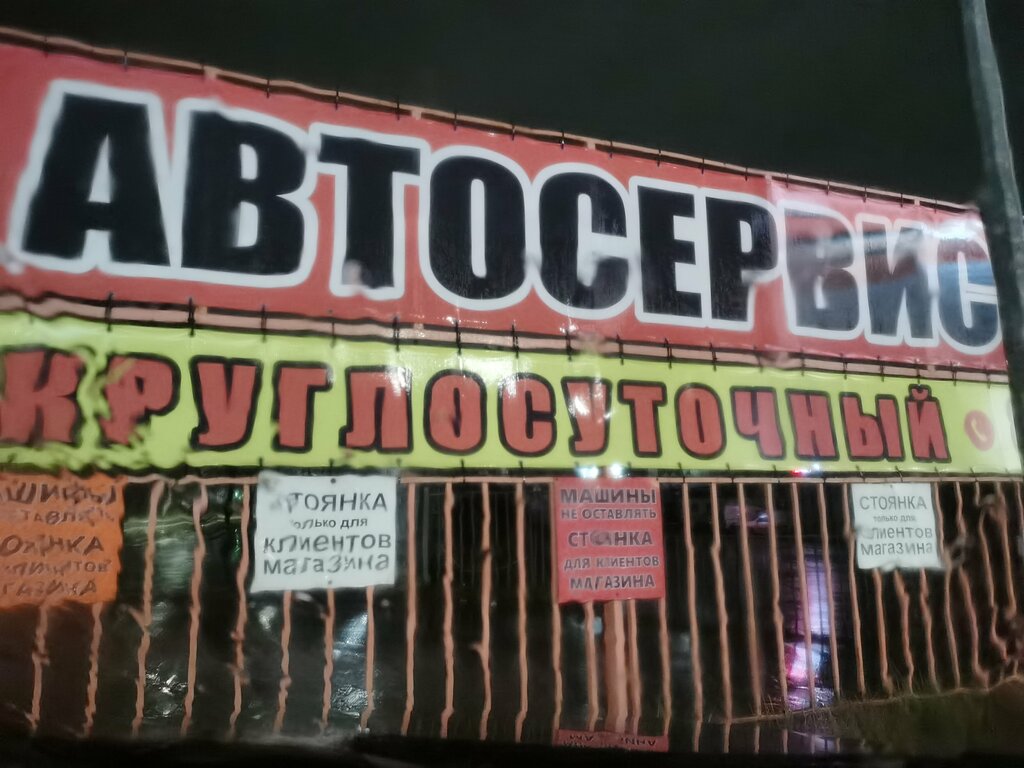 АВТОСЕРВИС
КРУГЛОСУТОЧНЫЙ
СТОЯНКА
ТОЛЬКО ДЛЯ
КЛИЕНТОВ
МАГАЗИНА
МАШИНЫ
НЕ ОСТАВЛЯТЬ
СТОЯНКА
ДЛЯ КЛИЕНТОВ
МАГАЗИНА
СТОЯНКА
ТОЛЬКО ДЛЯ
КЛИЕНТОВ
МАГАЗИНА